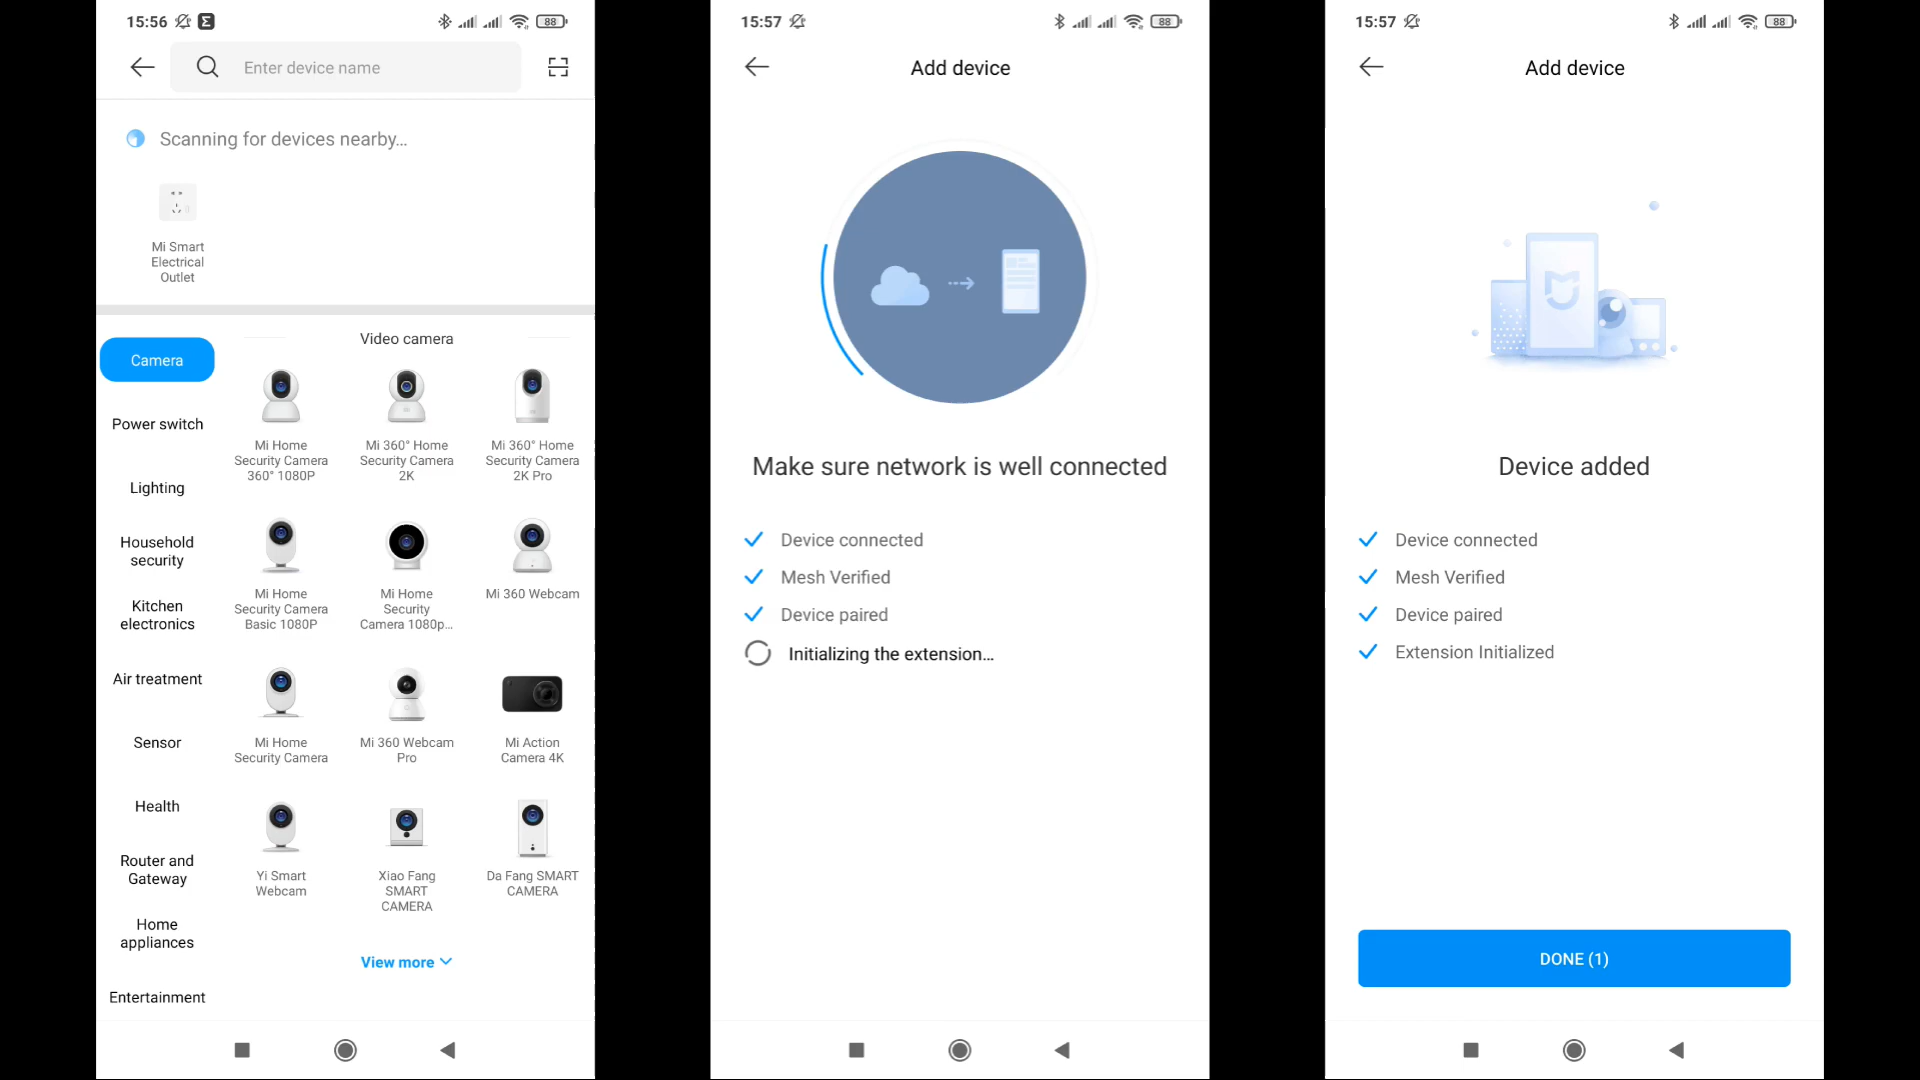 15:56
88
Enter device name
Scanning for devices nearby...
Mi Smart
Electrical
Outlet
Camera
Power switch
Lighting
Household
security
Kitchen
electronics
Air treatment
Sensor
Health
Router and
Gateway
Home
appliances
Entertainment
Video camera
Mi Home
Security Camera
360° 1080P
Mi 360° Home
Security Camera
2K
Mi 360° Home
Security Camera
2K Pro
Mi Home
Security Camera
Basic 1080P
Mi Home
Security
Camera 1080p...
Mi 360 Webcam
Mi Home
Security Camera
Mi 360 Webcam
Pro
Mi Action
Camera 4K
Yi Smart
Webcam
Xiao Fang
SMART
CAMERA
Da Fang SMART
CAMERA
View more
15:57
88
Add device
Make sure network is well connected
Device connected
Mesh Verified
Device paired
Initializing the extension...
15:57
88
Add device
Device added
Device connected
Mesh Verified
Device paired
Extension Initialized
DONE (1)